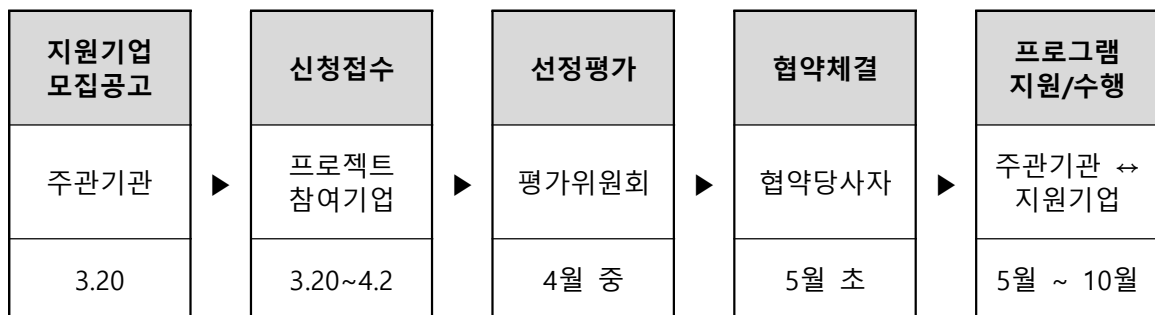 지원기업
모집공고
신청접수
선정평가
협약체결
프로그램
지원/수행
주관기관
▶
프로젝트
참여기업
▶
평가위원회
▶
협약당사자
▶
주관기관 ↔
지원기업
3.20
3.20~4.2
4월 중
5월 초
5월 ~ 10월